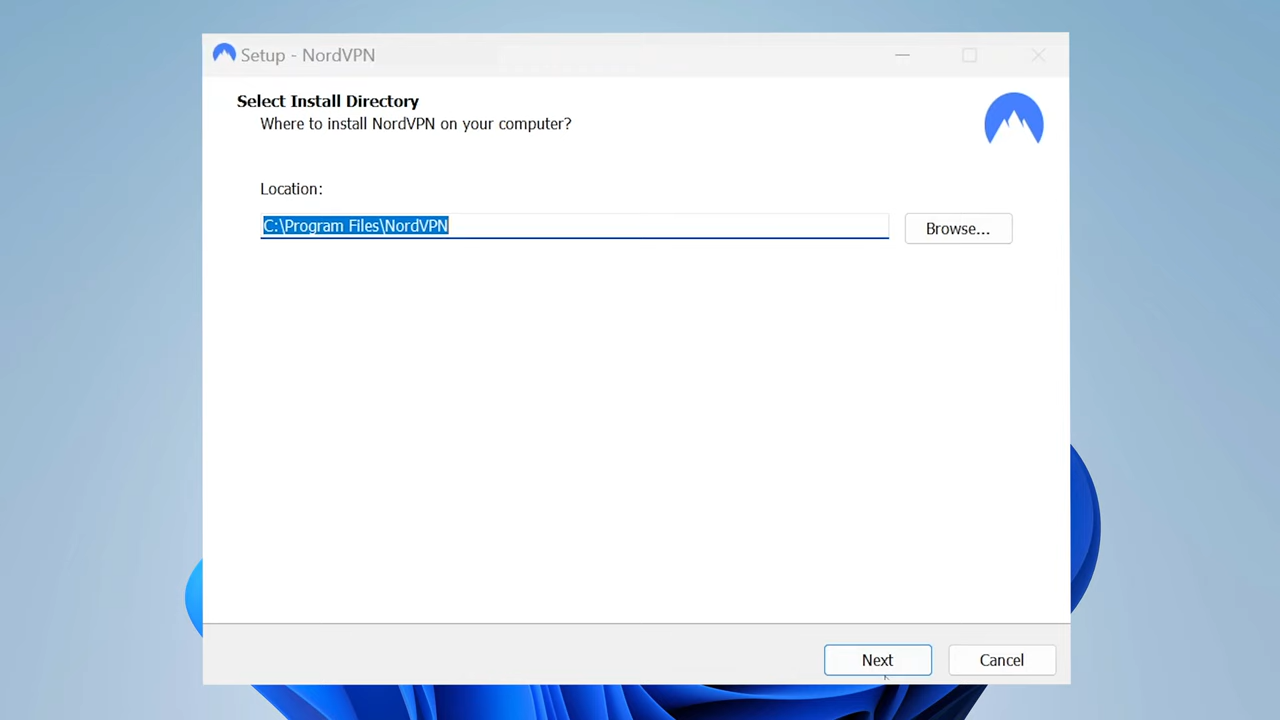 Setup - NordVPN
Select Install Directory
Where to install NordVPN on your computer?
Location:
C:\Program Files\NordVPN
Browse...
Next
Cancel